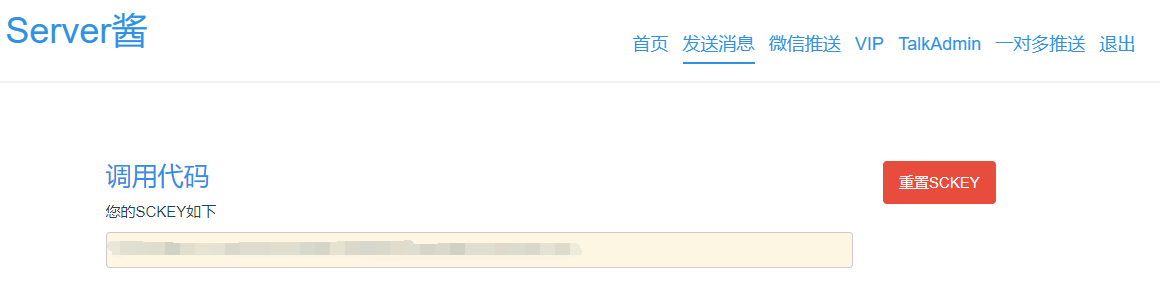 Server酱
首页 发送消息 微信推送 VIP TalkAdmin 一对多推送 退出
调用代码
重置SCKEY
您的SCKEY如下